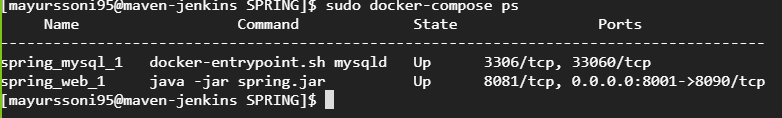 [mayurssoni95@maven-jenkins SPRING]$ sudo docker-compose ps
Name Command State Ports
--------------------------------------------------------------------------------------------
spring_mysql_1 docker-entrypoint.sh mysqld Up 3306/tcp, 33060/tcp
spring_web_1 java -jar spring.jar Up 8081/tcp, 0.0.0.0:8001->8090/tcp
[mayurssoni95@maven-jenkins SPRING]$